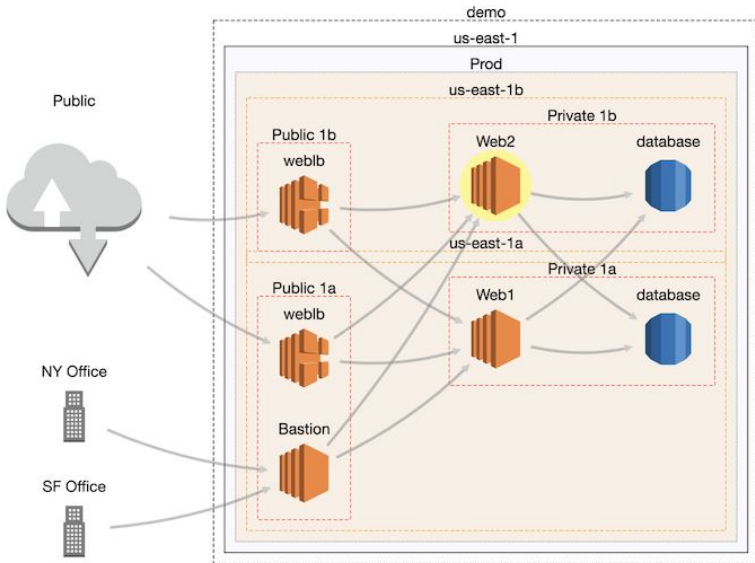 demo
us-east-1
Prod
us-east-1b
Public
Public 1b
Private 1b
weblb
Web2
database
us-east-1a
Public 1a
Private 1a
weblb
Web1
database
NY Office
Bastion
SF Office